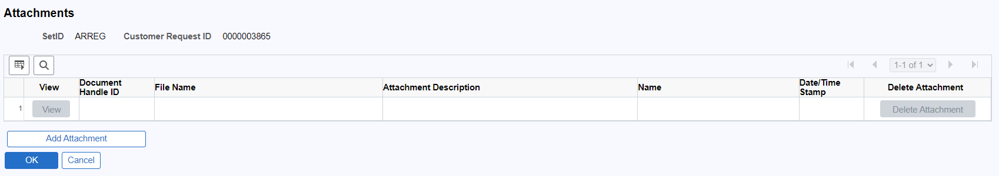 Attachments
SetID ARREG Customer Request ID 0000003865
1-1 of 1
View Document Handle ID File Name Attachment Description Name Date/Time Stamp Delete Attachment
1 View Delete Attachment
Add Attachment
OK Cancel